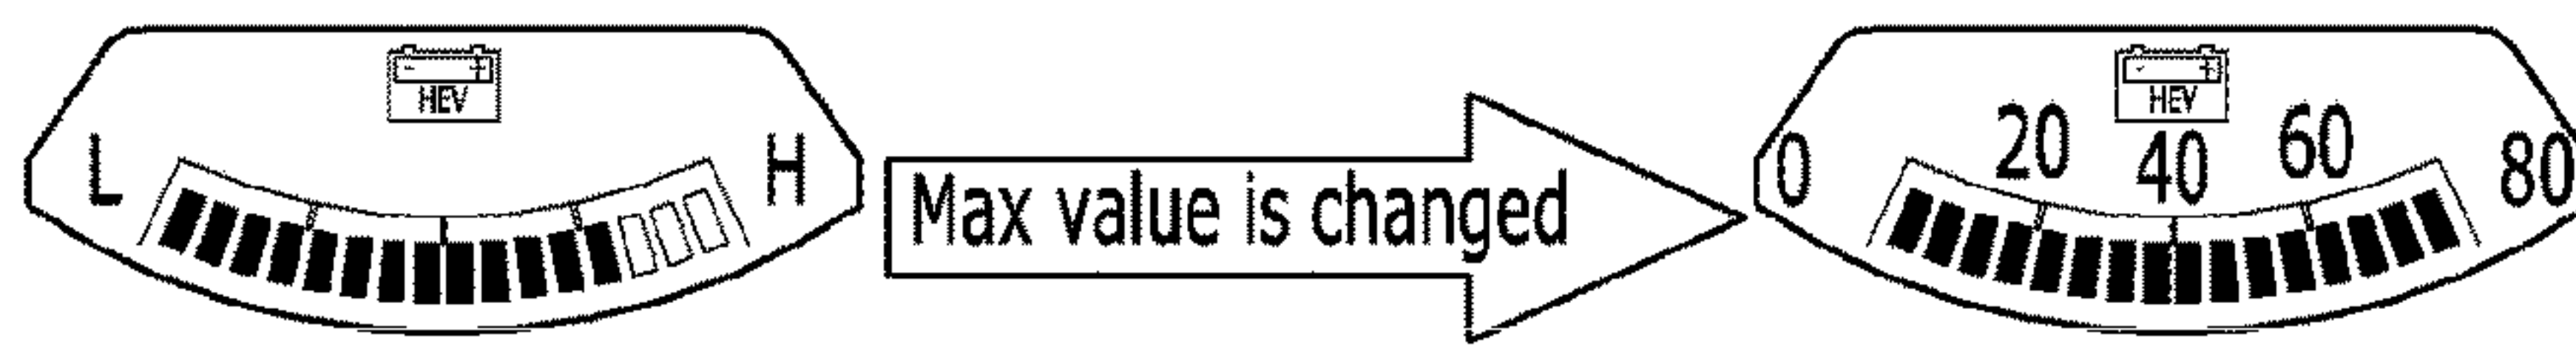 - +
HEV
L
H
Max value is changed
- +
HEV
0
20
40
60
80